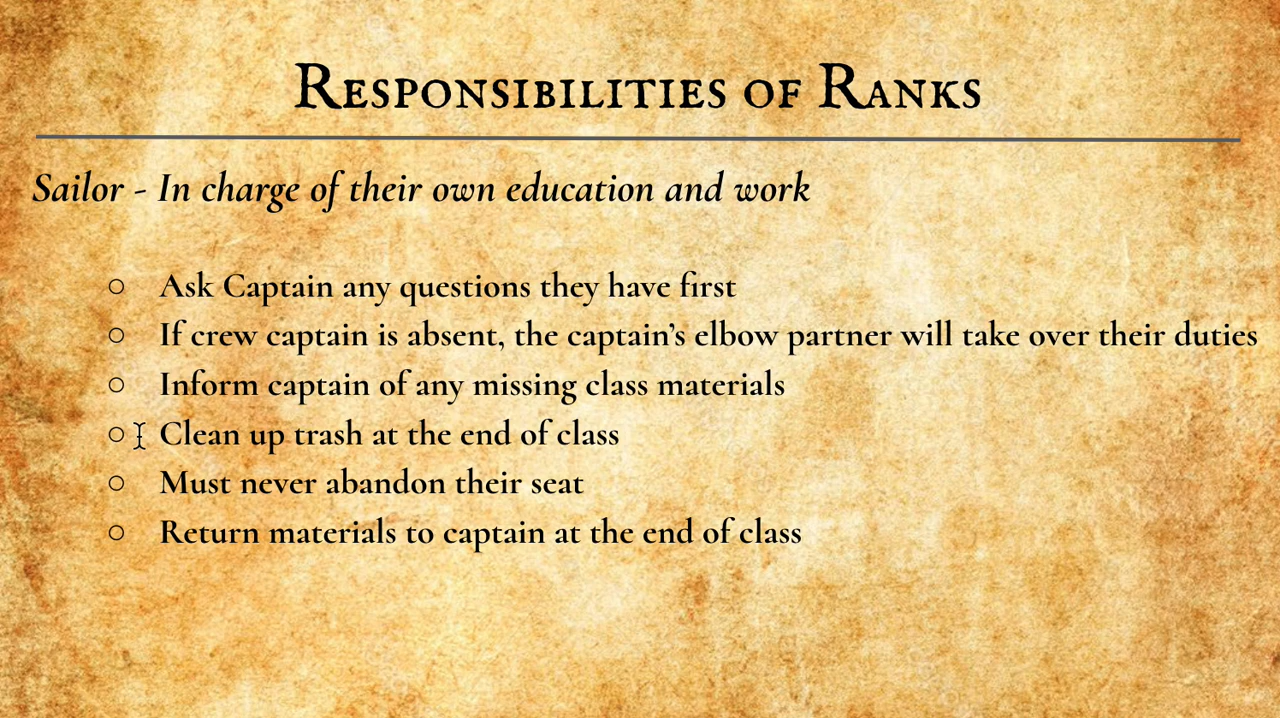 Responsibilities of Ranks
Sailor - In charge of their own education and work
○ Ask Captain any questions they have first
○ If crew captain is absent, the captain’s elbow partner will take over their duties
○ Inform captain of any missing class materials
○ Clean up trash at the end of class
○ Must never abandon their seat
○ Return materials to captain at the end of class